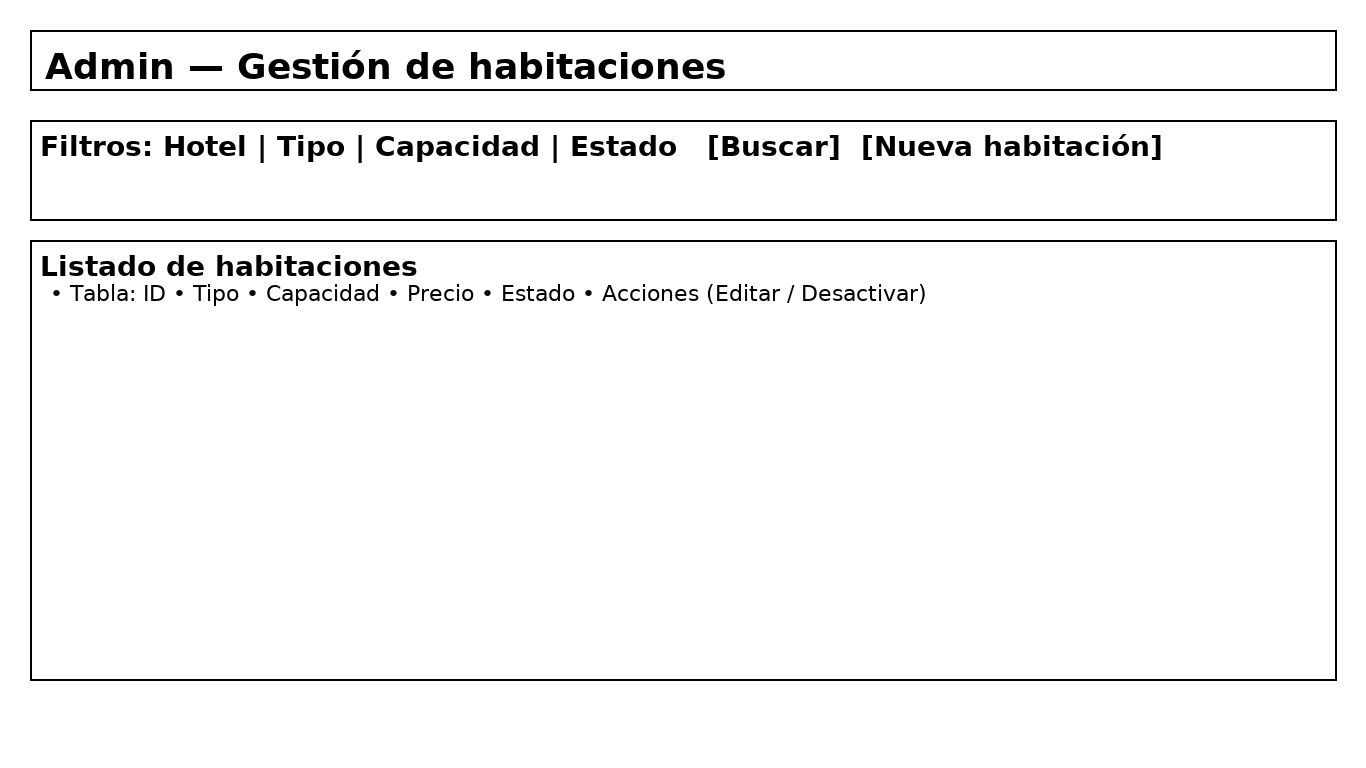 Admin — Gestión de habitaciones
Filtros: Hotel | Tipo | Capacidad | Estado   [Buscar]  [Nueva habitación]
Listado de habitaciones
• Tabla: ID • Tipo • Capacidad • Precio • Estado • Acciones (Editar / Desactivar)